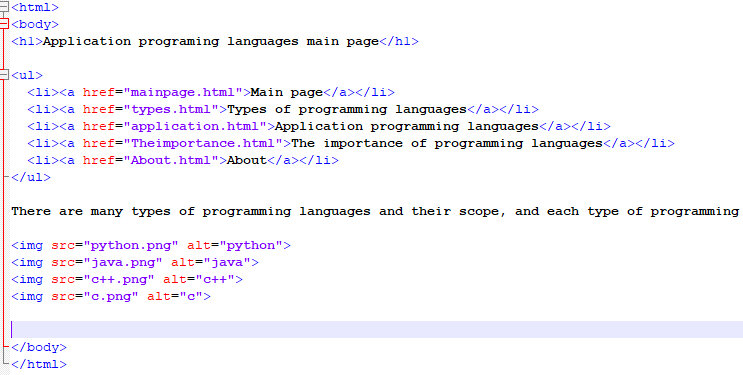 <html>
<body>
<h1>Application programing languages main page</h1>
<ul>
<li><a href="mainpage.html">Main page</a></li>
<li><a href="types.html">Types of programming languages</a></li>
<li><a href="application.html">Application programming languages</a></li>
<li><a href="Theimportance.html">The importance of programming languages</a></li>
<li><a href="About.html">About</a></li>
</ul>
There are many types of programming languages and their scope, and each type of programming
<img src="python.png" alt="python">
<img src="java.png" alt="java">
<img src="c++.png" alt="c++">
<img src="c.png" alt="c">
</body>
</html>